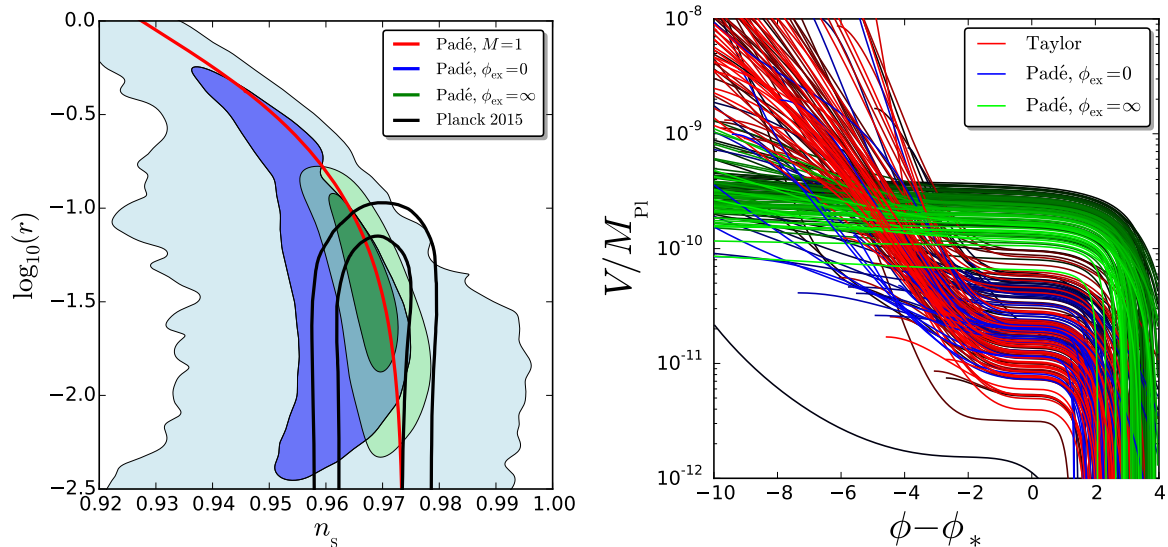 0.0
−0.5
−1.0
−1.5
−2.0
−2.5
log₁₀(r)
0.92 0.93 0.94 0.95 0.96 0.97 0.98 0.99 1.00
nₛ
Padé, M=1
Padé, ϕₑₓ=0
Padé, ϕₑₓ=∞
Planck 2015
10⁻⁸
10⁻⁹
10⁻¹⁰
10⁻¹¹
10⁻¹²
V/M_Pl
−10 −8 −6 −4 −2 0 2 4
ϕ−ϕ*
Taylor
Padé, ϕₑₓ=0
Padé, ϕₑₓ=∞